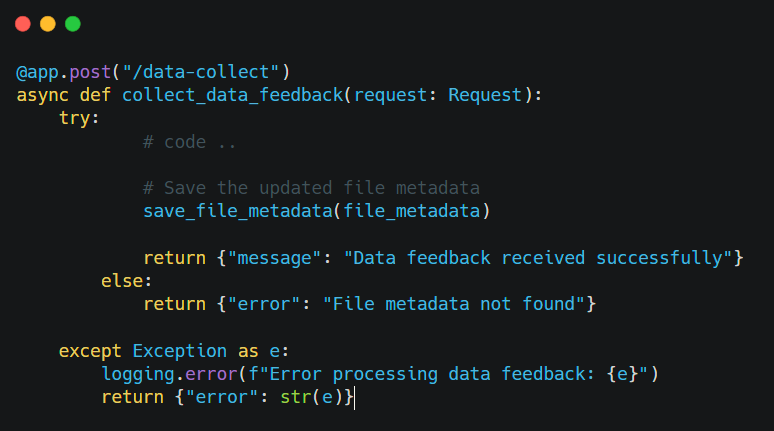 @app.post("/data-collect")
async def collect_data_feedback(request: Request):
    try:
            # code ..

            # Save the updated file metadata
            save_file_metadata(file_metadata)

            return {"message": "Data feedback received successfully"}
        else:
            return {"error": "File metadata not found"}

    except Exception as e:
        logging.error(f"Error processing data feedback: {e}")
        return {"error": str(e)}